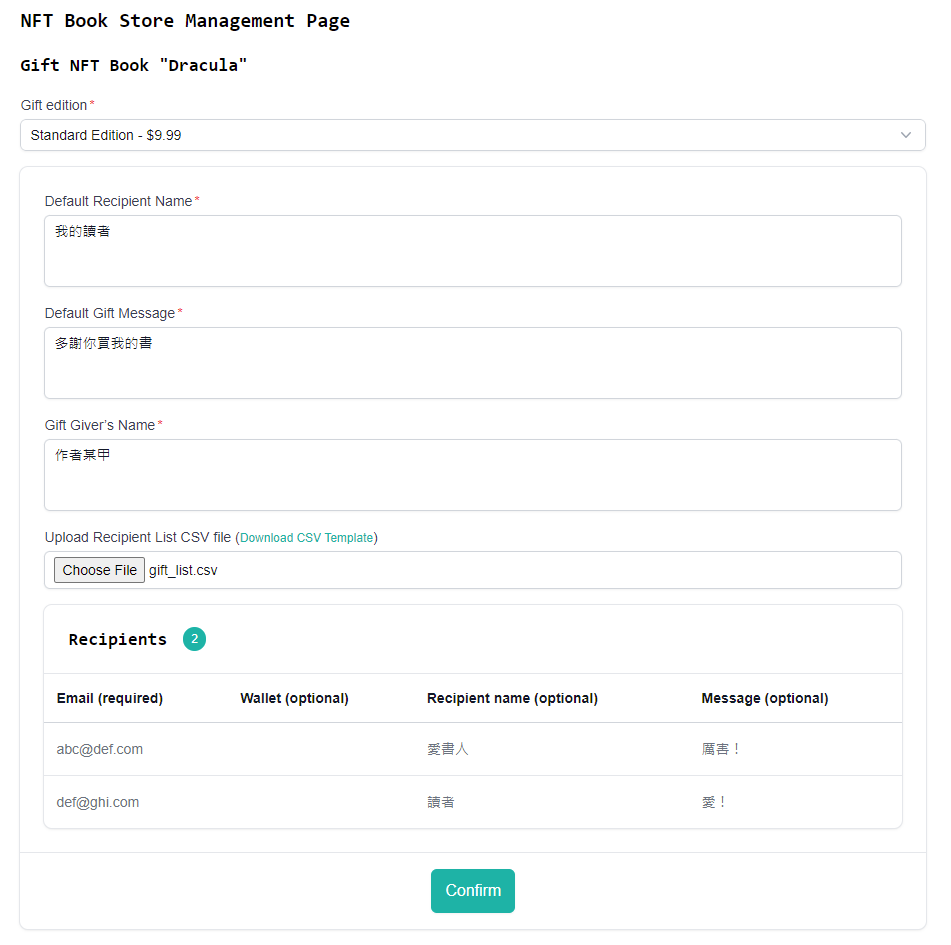 NFT Book Store Management Page
Gift NFT Book "Dracula"
Gift edition*
Standard Edition - $9.99
Default Recipient Name*
我的讀者
Default Gift Message*
多謝你買我的書
Gift Giver’s Name*
作者某甲
Upload Recipient List CSV file (Download CSV Template)
Choose File gift_list.csv
Recipients 2
Email (required) Wallet (optional) Recipient name (optional) Message (optional)
abc@def.com 愛書人 厲害！
def@ghi.com 讀者 愛！
Confirm